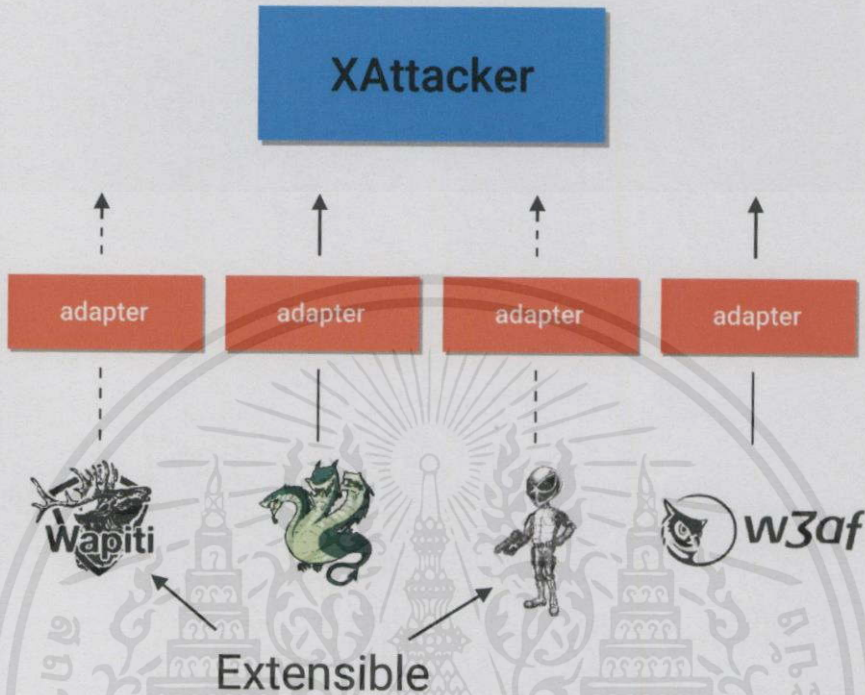 XAttacker
adapter
adapter
adapter
adapter
Wapiti
w3af
Extensible